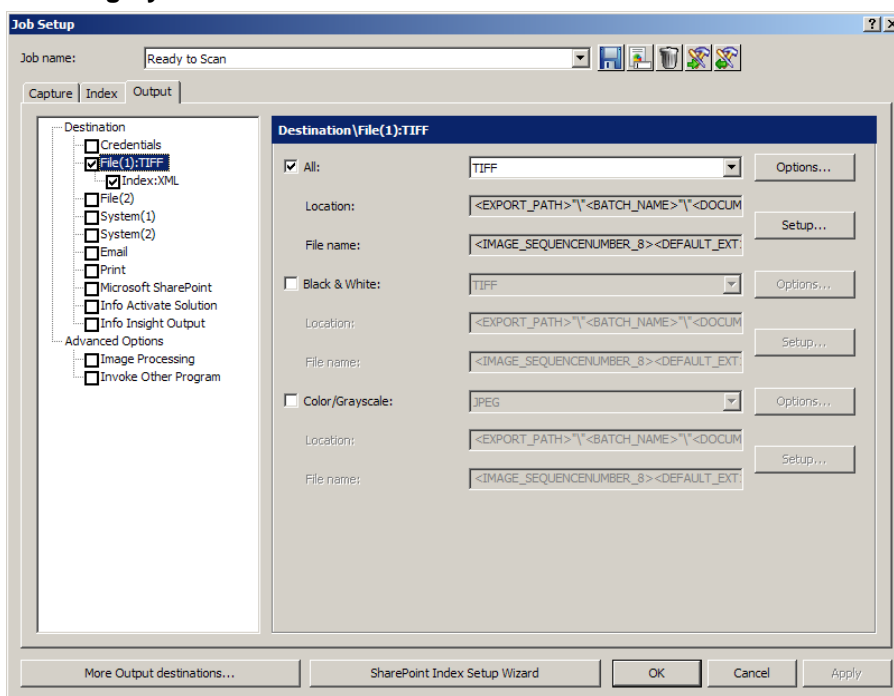 Job Setup
Job name: Ready to Scan
Capture Index Output
Destination
Credentials
File(1):TIFF
Index:XML
File(2)
System(1)
System(2)
Email
Print
Microsoft SharePoint
Info Activate Solution
Info Insight Output
Advanced Options
Image Processing
Invoke Other Program
Destination\File(1):TIFF
All: TIFF Options...
Location: <EXPORT_PATH>"\"<BATCH_NAME>"\"<DOCUM
Setup...
File name: <IMAGE_SEQUENCENUMBER_8><DEFAULT_EXT
Black & White: TIFF Options...
Location: <EXPORT_PATH>"\"<BATCH_NAME>"\"<DOCUM
Setup...
File name: <IMAGE_SEQUENCENUMBER_8><DEFAULT_EXT
Color/Grayscale: JPEG Options...
Location: <EXPORT_PATH>"\"<BATCH_NAME>"\"<DOCUM
Setup...
File name: <IMAGE_SEQUENCENUMBER_8><DEFAULT_EXT
More Output destinations... SharePoint Index Setup Wizard OK Cancel Apply